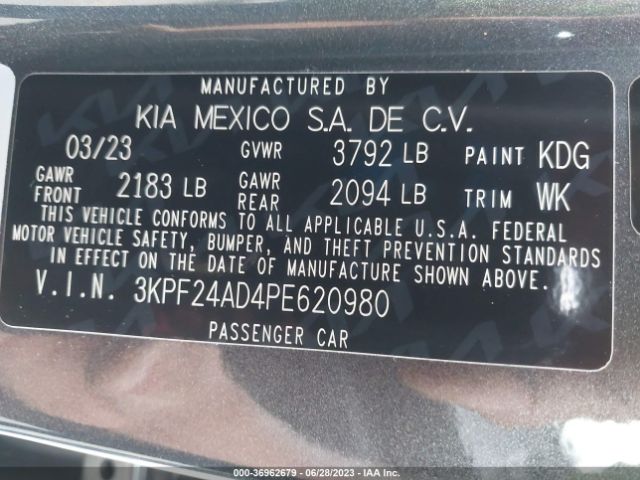 MANUFACTURED BY
KIA MEXICO S.A. DE C.V.
03/23 GVWR 3792 LB PAINT KDG
GAWR FRONT 2183 LB GAWR REAR 2094 LB TRIM WK
THIS VEHICLE CONFORMS TO ALL APPLICABLE U.S.A. FEDERAL
MOTOR VEHICLE SAFETY, BUMPER, AND THEFT PREVENTION STANDARDS
IN EFFECT ON THE DATE OF MANUFACTURE SHOWN ABOVE.
V.I.N. 3KPF24AD4PE620980
PASSENGER CAR
000-36962679 - 06/28/2023 - IAA Inc.